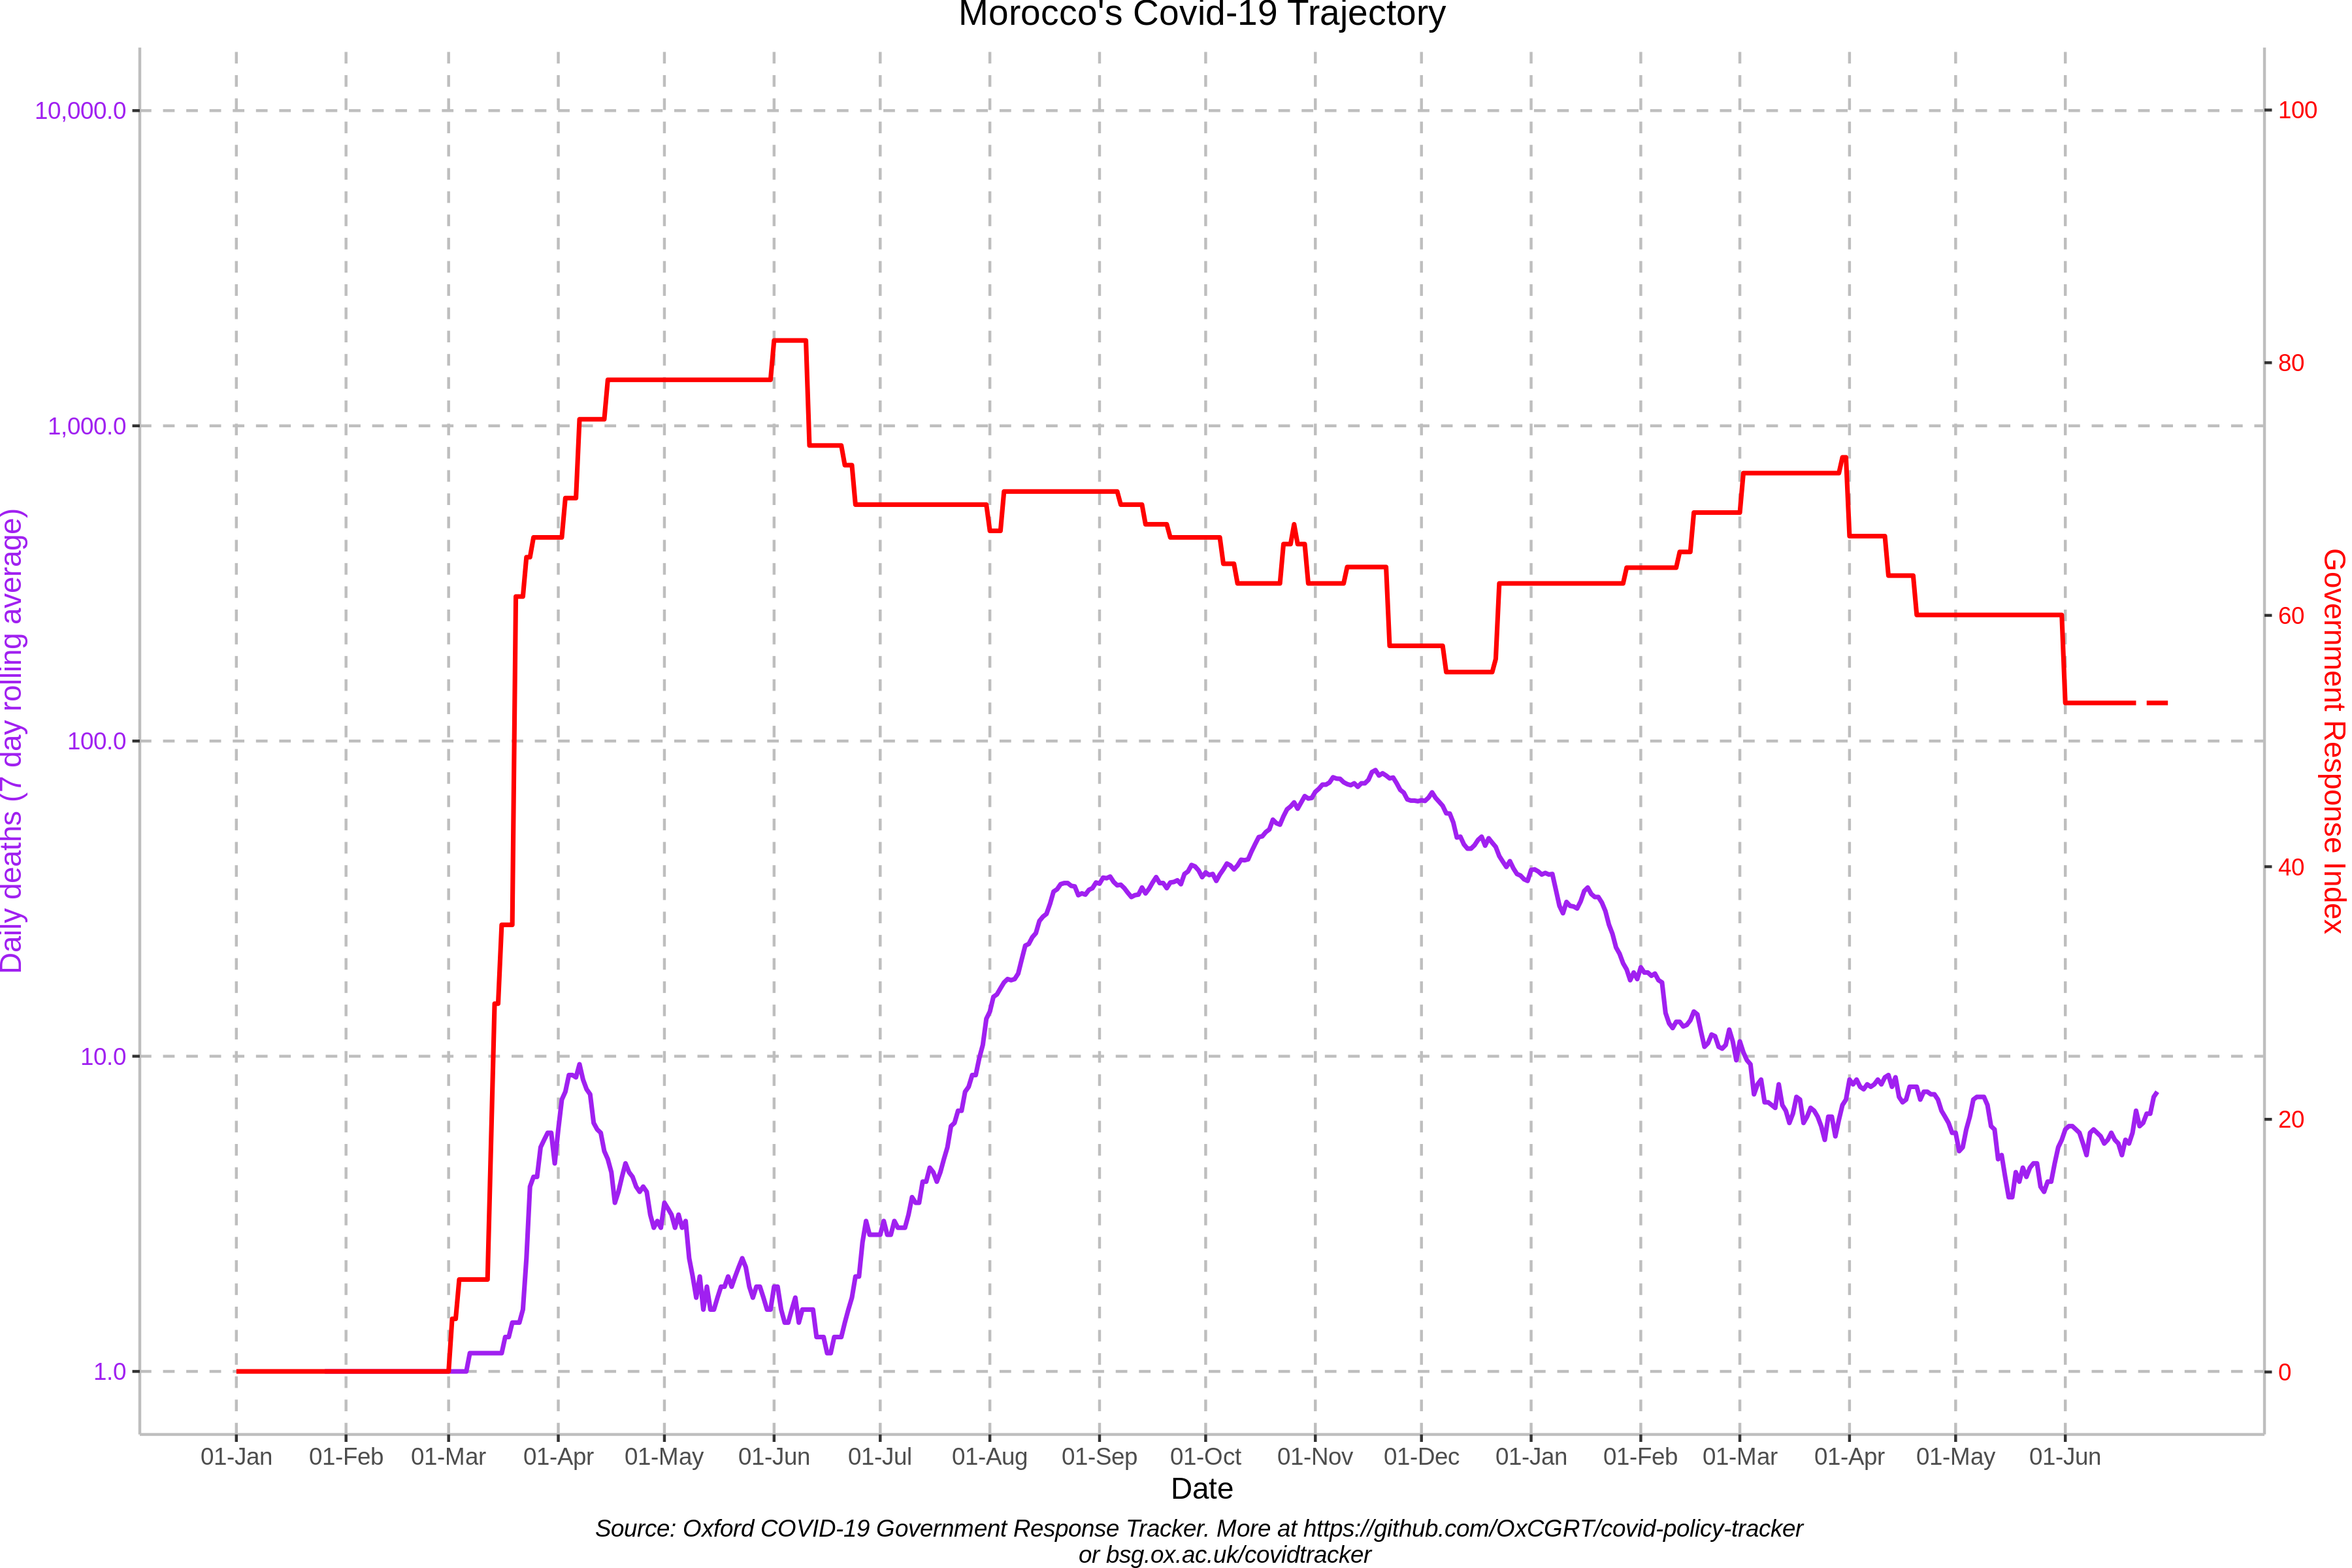 Morocco's Covid-19 Trajectory
10,000.0
1,000.0
100.0
10.0
1.0
Daily deaths (7 day rolling average)
100
80
60
40
20
0
Government Response Index
01-Jan 01-Feb 01-Mar 01-Apr 01-May 01-Jun 01-Jul 01-Aug 01-Sep 01-Oct 01-Nov 01-Dec 01-Jan 01-Feb 01-Mar 01-Apr 01-May 01-Jun
Date
Source: Oxford COVID-19 Government Response Tracker. More at https://github.com/OxCGRT/covid-policy-tracker
or bsg.ox.ac.uk/covidtracker